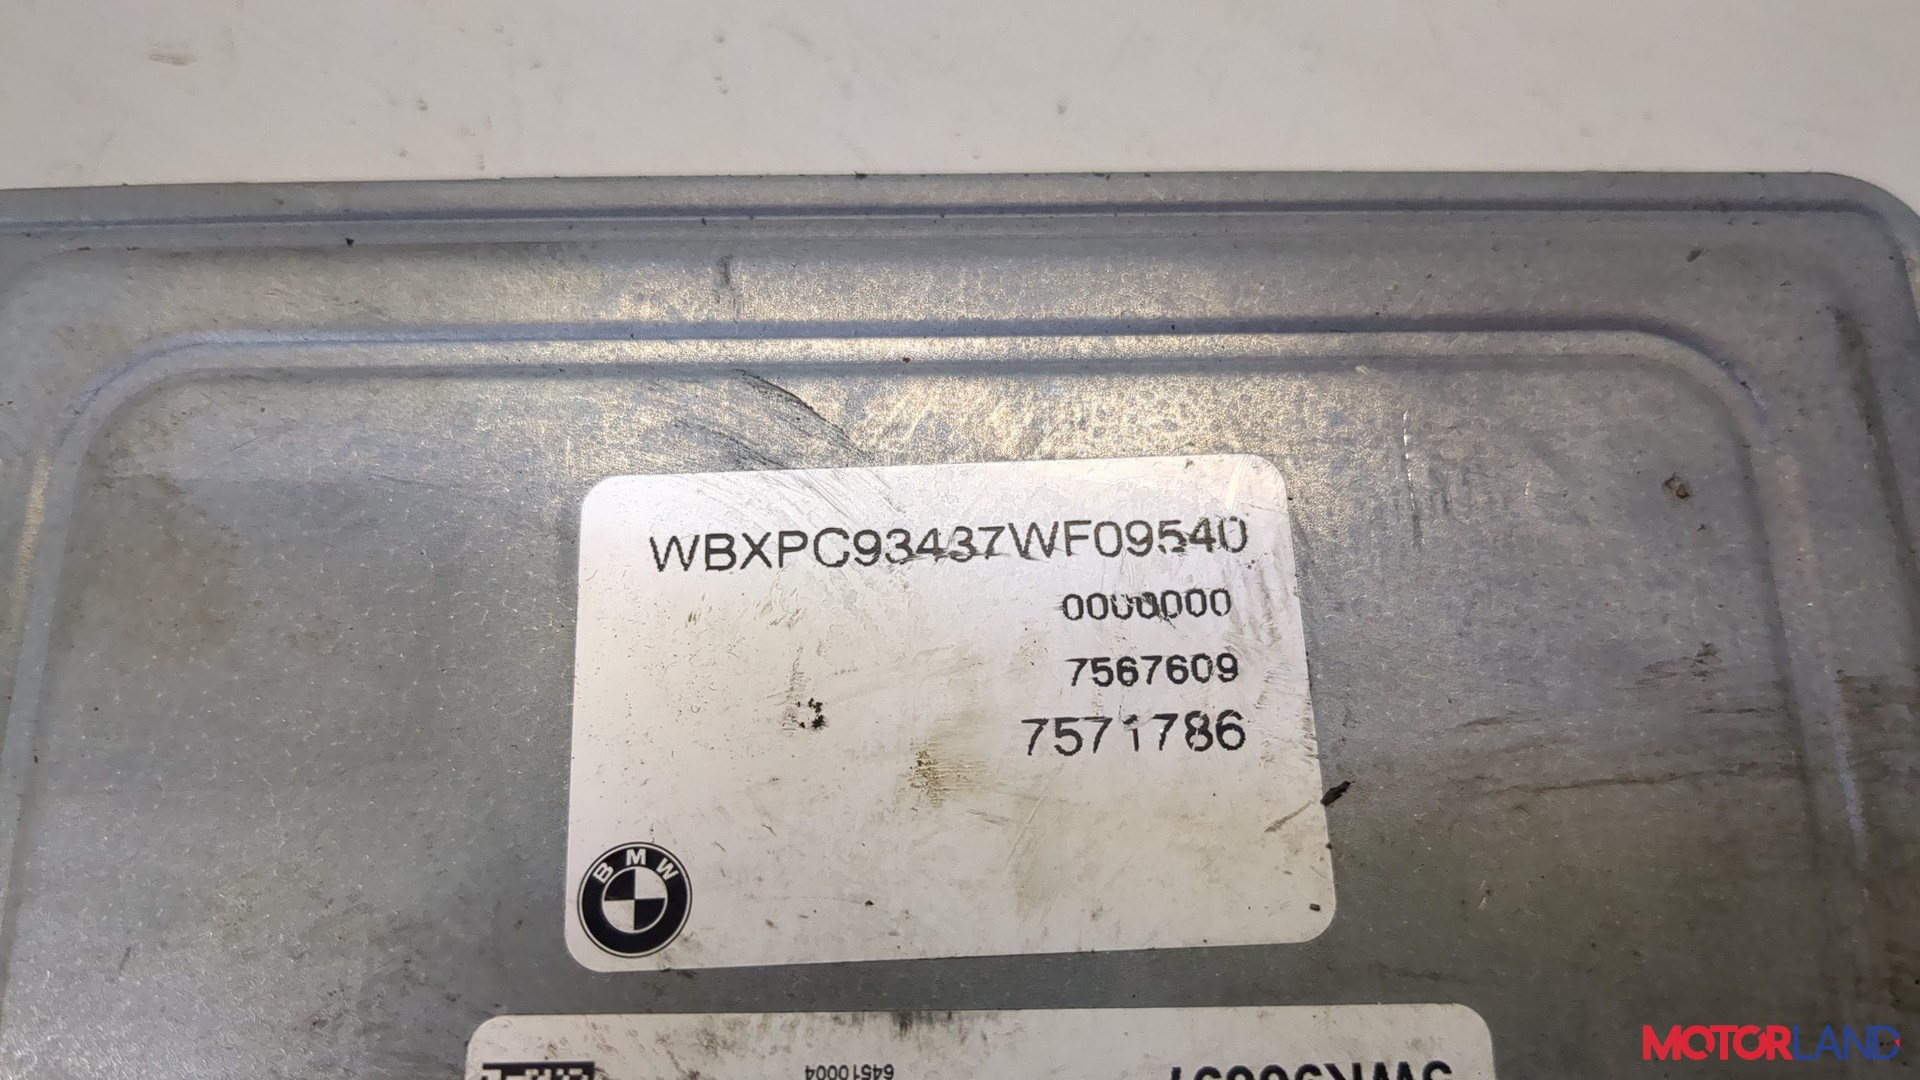 WBXPC93437WF09540
0000000
7567609
7571786
BMW
64510004
MOTORLAND